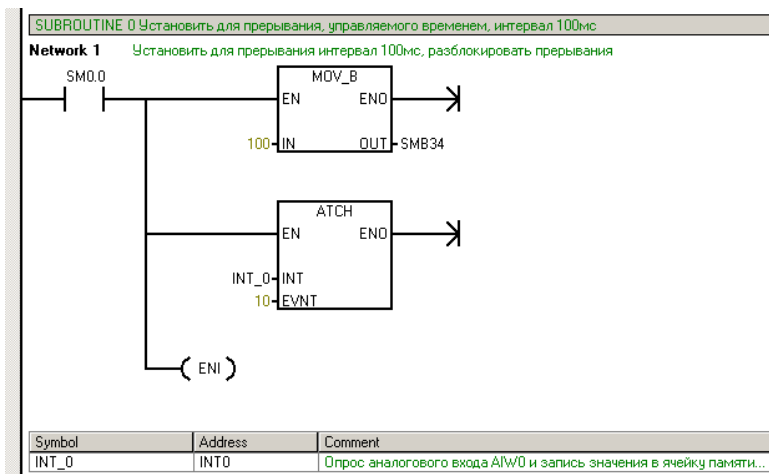 SUBROUTINE 0 Установить для прерывания, управляемого временем, интервал 100мс
Network 1 Установить для прерывания интервал 100мс, разблокировать прерывания
SM0.0
MOV_B
EN ENO
100 IN OUT SMB34
ATCH
EN ENO
INT_0 INT
10 EVNT
ENI
Symbol Address Comment
INT_0 INT0 Опрос аналогового входа AIW0 и запись значения в ячейку памяти...